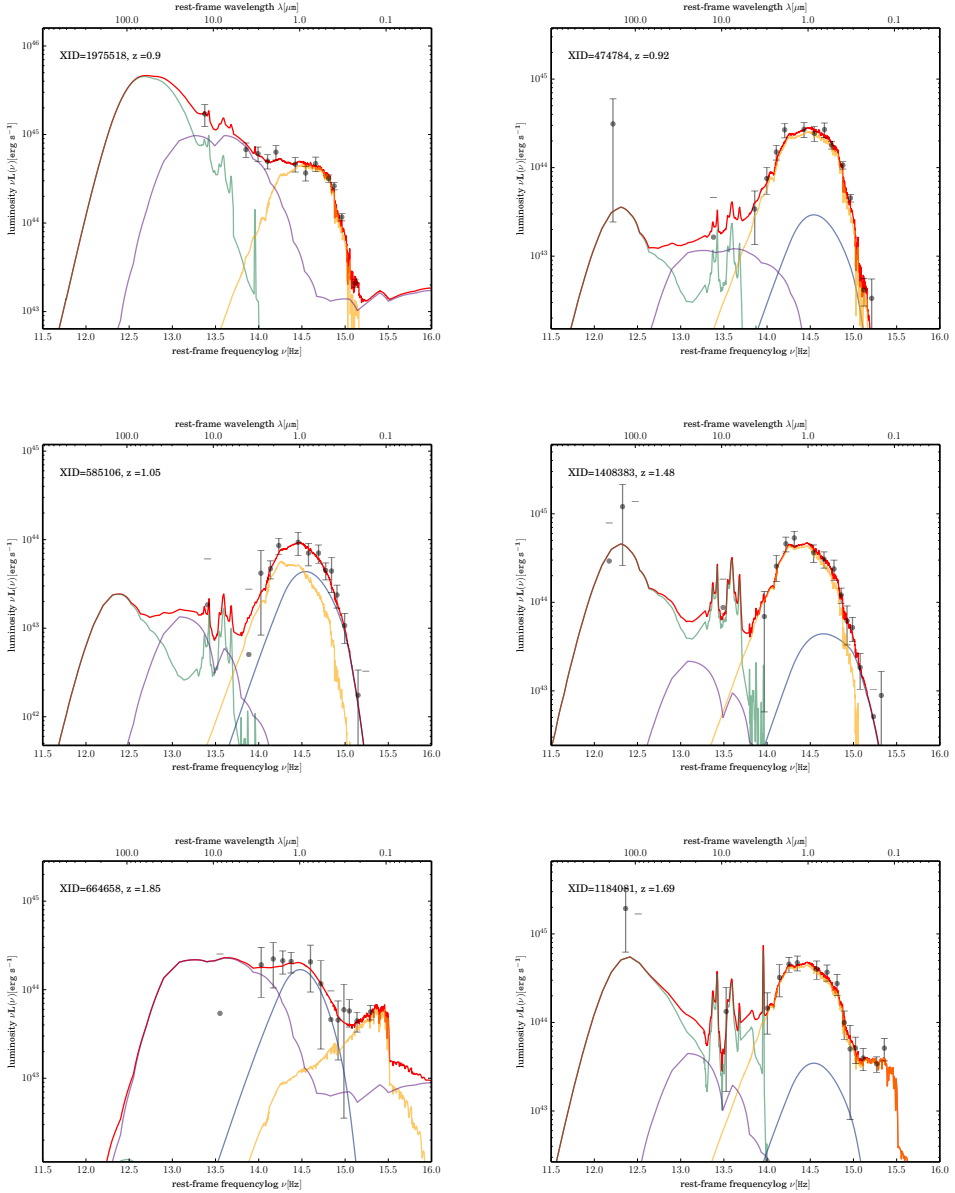 rest-frame wavelength λ[μm] rest-frame wavelength λ[μm]
100.0 10.0 1.0 0.1 100.0 10.0 1.0 0.1
XID=1975518, z =0.9 XID=474784, z =0.92
10^46 10^45 10^44 10^43 10^45 10^44 10^43
luminosity νL(ν)[erg s⁻¹] luminosity νL(ν)[erg s⁻¹]
11.5 12.0 12.5 13.0 13.5 14.0 14.5 15.0 15.5 16.0 11.5 12.0 12.5 13.0 13.5 14.0 14.5 15.0 15.5 16.0
rest-frame frequencylog ν[Hz] rest-frame frequencylog ν[Hz]
rest-frame wavelength λ[μm] rest-frame wavelength λ[μm]
100.0 10.0 1.0 0.1 100.0 10.0 1.0 0.1
XID=585106, z =1.05 XID=1408383, z =1.48
10^45 10^44 10^43 10^42 10^45 10^44 10^43
luminosity νL(ν)[erg s⁻¹] luminosity νL(ν)[erg s⁻¹]
11.5 12.0 12.5 13.0 13.5 14.0 14.5 15.0 15.5 16.0 11.5 12.0 12.5 13.0 13.5 14.0 14.5 15.0 15.5 16.0
rest-frame frequencylog ν[Hz] rest-frame frequencylog ν[Hz]
rest-frame wavelength λ[μm] rest-frame wavelength λ[μm]
100.0 10.0 1.0 0.1 100.0 10.0 1.0 0.1
XID=664658, z =1.85 XID=1184081, z =1.69
10^45 10^44 10^43 10^45 10^44 10^43
luminosity νL(ν)[erg s⁻¹] luminosity νL(ν)[erg s⁻¹]
11.5 12.0 12.5 13.0 13.5 14.0 14.5 15.0 15.5 16.0 11.5 12.0 12.5 13.0 13.5 14.0 14.5 15.0 15.5 16.0
rest-frame frequencylog ν[Hz] rest-frame frequencylog ν[Hz]